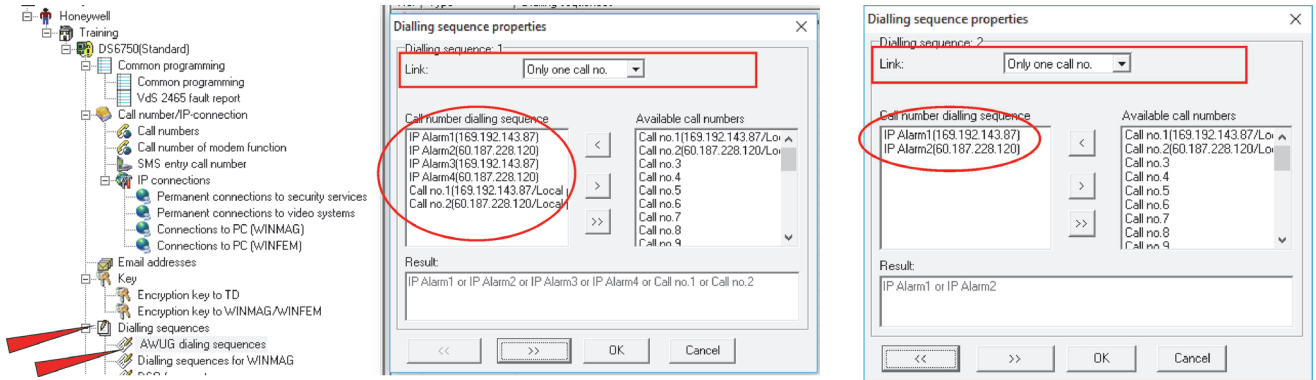 Honeywell
Training
DS6750(Standard)
Common programming
Common programming
VdS 2465 fault report
Call number/IP-connection
Call numbers
Call number of modem function
SMS entry call number
IP connections
Permanent connections to security services
Permanent connections to video systems
Connections to PC (WINMAG)
Connections to PC (WINFEM)
Email addresses
Key
Encryption key to TD
Encryption key to WINMAG/WINFEM
Dialling sequences
AWUG dialing sequences
Dialling sequences for WINMAG
Dialling sequence properties
Dialling sequence: 1
Link: Only one call no.
Call number dialling sequence
IP Alarm1(169.192.143.87)
IP Alarm2(60.187.228.120)
IP Alarm3(169.192.143.87)
IP Alarm4(60.187.228.120)
Call no.1(169.192.143.87/Local
Call no.2(60.187.228.120/Local
<
>
>>
Available call numbers
Call no.1(169.192.143.87/Lo
Call no.2(60.187.228.120/Lo
Call no.3
Call no.4
Call no.5
Call no.6
Call no.7
Call no.8
Call no.9
Result:
IP Alarm1 or IP Alarm2 or IP Alarm3 or IP Alarm4 or Call no.1 or Call no.2
<< >> OK Cancel
Dialling sequence properties
Dialling sequence: 2
Link: Only one call no.
Call number dialling sequence
IP Alarm1(169.192.143.87)
IP Alarm2(60.187.228.120)
<
>
>>
Available call numbers
Call no.1(169.192.143.87/Lo
Call no.2(60.187.228.120/Lo
Call no.3
Call no.4
Call no.5
Call no.6
Call no.7
Call no.8
Call no.9
Result:
IP Alarm1 or IP Alarm2
<< >> OK Cancel